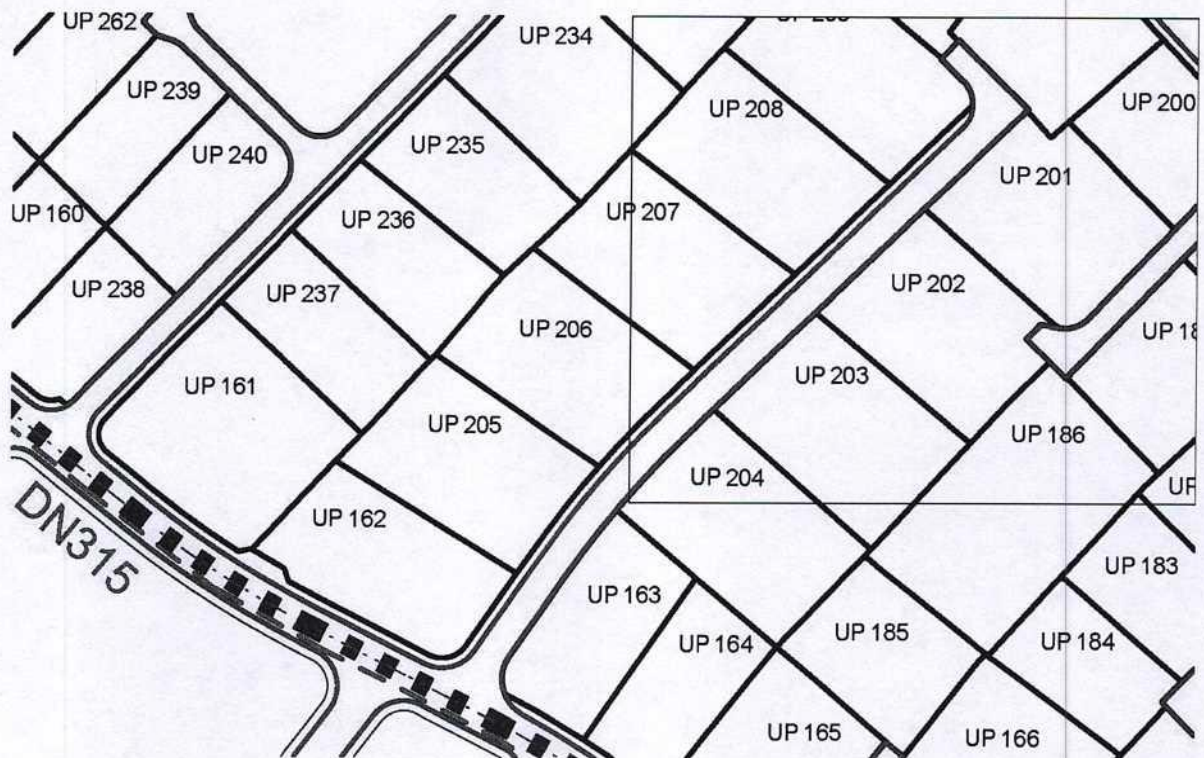 UP 262
UP 234
UP 239
UP 208
UP 200
UP 235
UP 240
UP 201
UP 160
UP 236
UP 207
UP 238
UP 237
UP 202
UP 206
UP 161
UP 203
UP 205
UP 186
UP 204
UP 162
DN315
UP 183
UP 163
UP 164
UP 185
UP 184
UP 165
UP 166